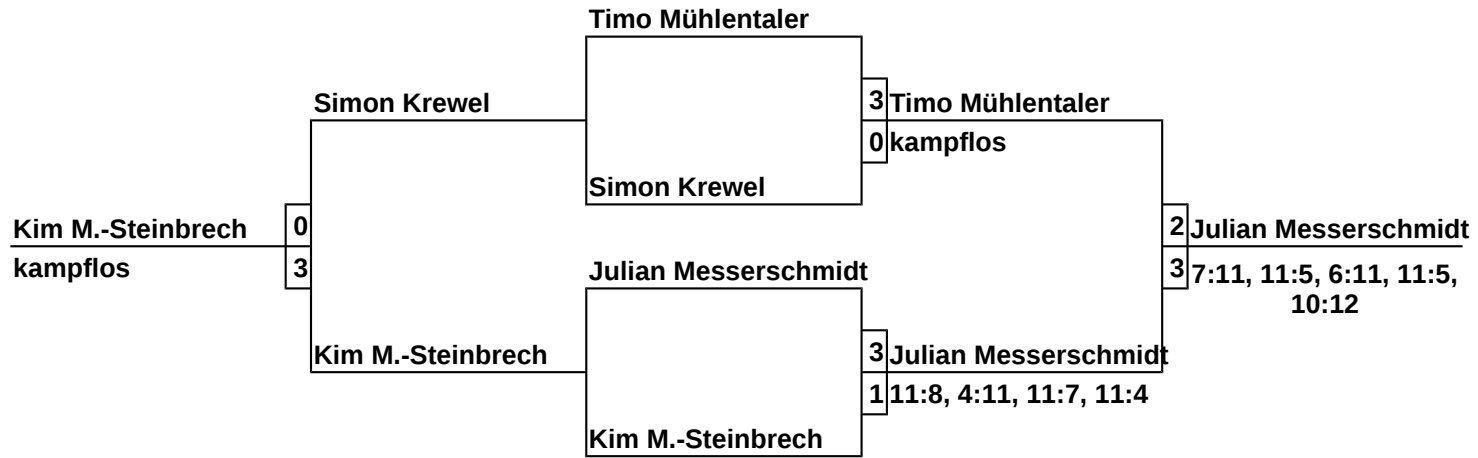 Timo Mühlentaler
Simon Krewel
3 Timo Mühlentaler
0 kampflos
Simon Krewel
Kim M.-Steinbrech
0
2 Julian Messerschmidt
kampflos
3
Julian Messerschmidt
3 7:11, 11:5, 6:11, 11:5,
10:12
Kim M.-Steinbrech
3 Julian Messerschmidt
1 11:8, 4:11, 11:7, 11:4
Kim M.-Steinbrech